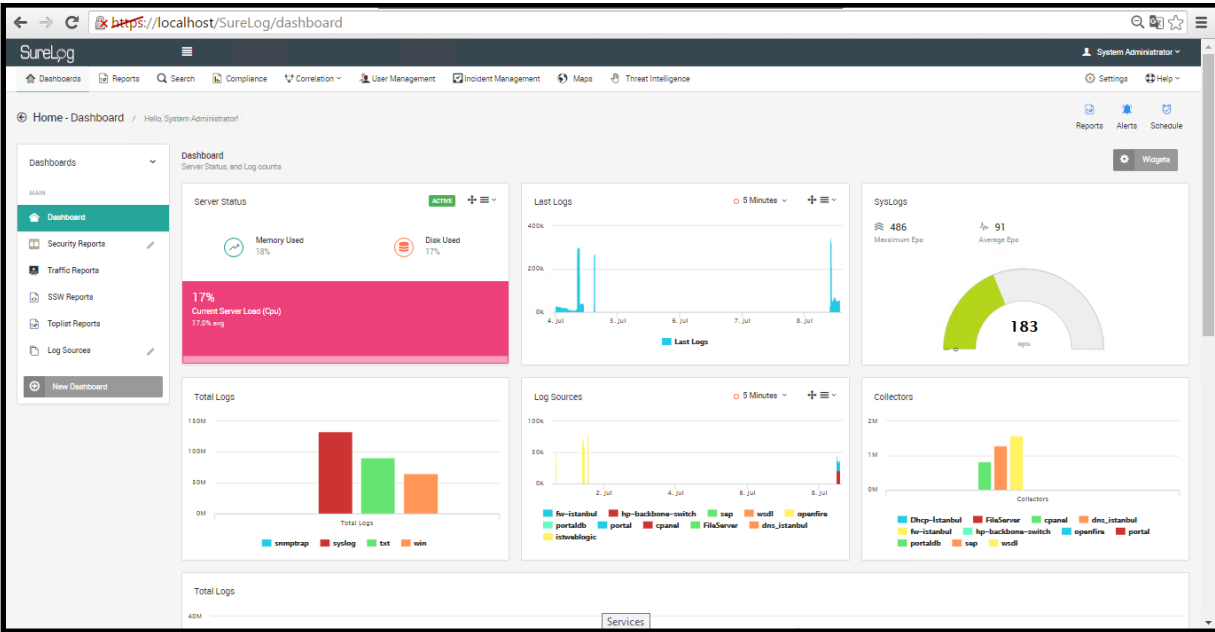 https://localhost/SureLog/dashboard
SureLog
System Administrator
Dashboards Reports Search Compliance Correlation User Management Incident Management Maps Threat Intelligence Settings Help
Home - Dashboard / Hello, System Administrator!
Reports Alerts Schedule
Dashboards
MAIN
Dashboard
Security Reports
Traffic Reports
SSW Reports
Toplist Reports
Log Sources
New Dashboard
Dashboard
Server Status, and Log counts
Widgets
Server Status ACTIVE
Memory Used
18%
Disk Used
17%
17%
Current Server Load (Cpu)
17.0% avg
Last Logs 5 Minutes
400k
200k
0k
4. Jul 5. Jul 6. Jul 7. Jul 8. Jul
Last Logs
SysLogs
486
Maximum Eps
91
Average Eps
183
eps
0
Total Logs
150M
100M
50M
0M
Total Logs
snmptrap syslog txt win
Log Sources 5 Minutes
100k
50k
0k
2. Jul 4. Jul 6. Jul 8. Jul
fw-istanbul hp-backbone-switch sep wsdl openfire
portaldb portal cpanel FileServer dns_istanbul
istweblogic
Collectors
2M
1M
0M
Collectors
Dhcp-İstanbul FileServer cpanel dns_istanbul
fw-istanbul hp-backbone-switch openfire portal
portaldb sep wsdl
Total Logs
40M
Services